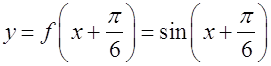 y = f(x + π/6) = sin(x + π/6)